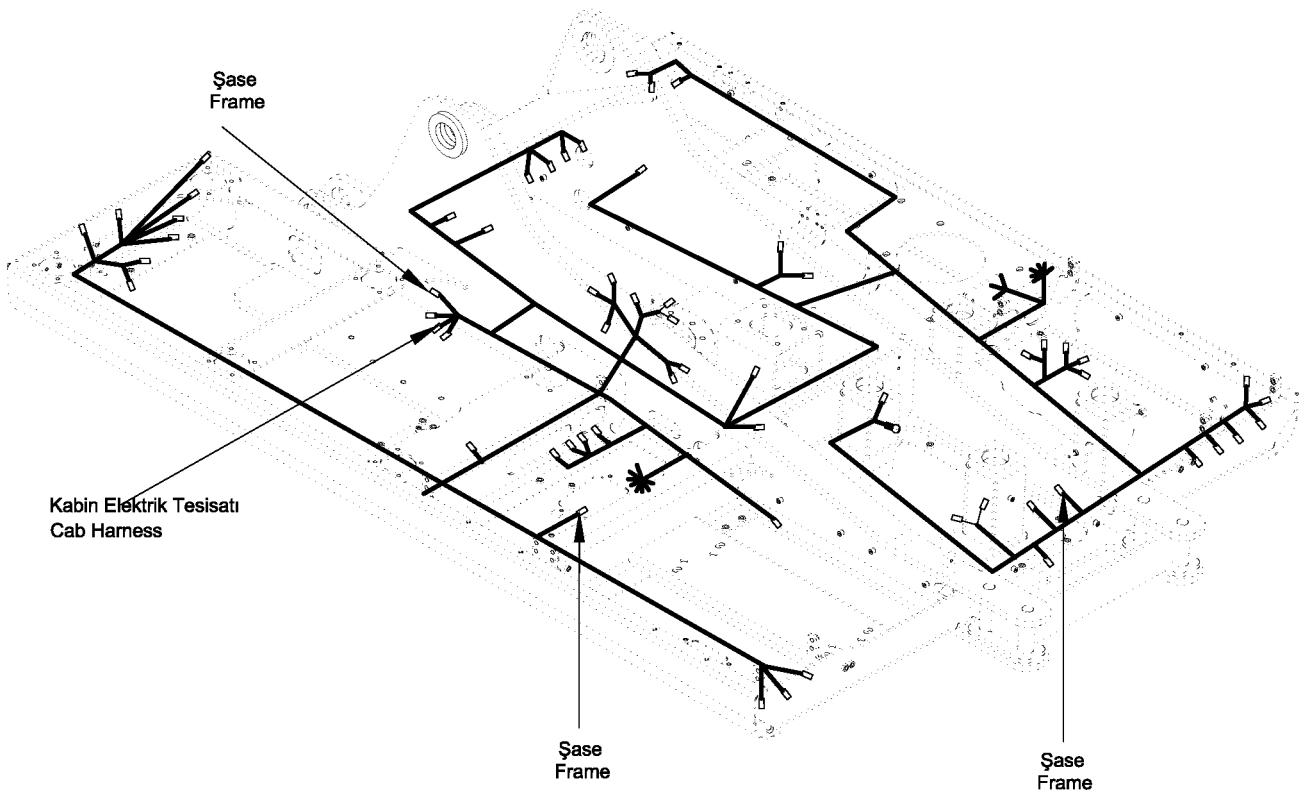 Şase
Frame
Kabin Elektrik Tesisatı
Cab Harness
Şase
Frame
Şase
Frame